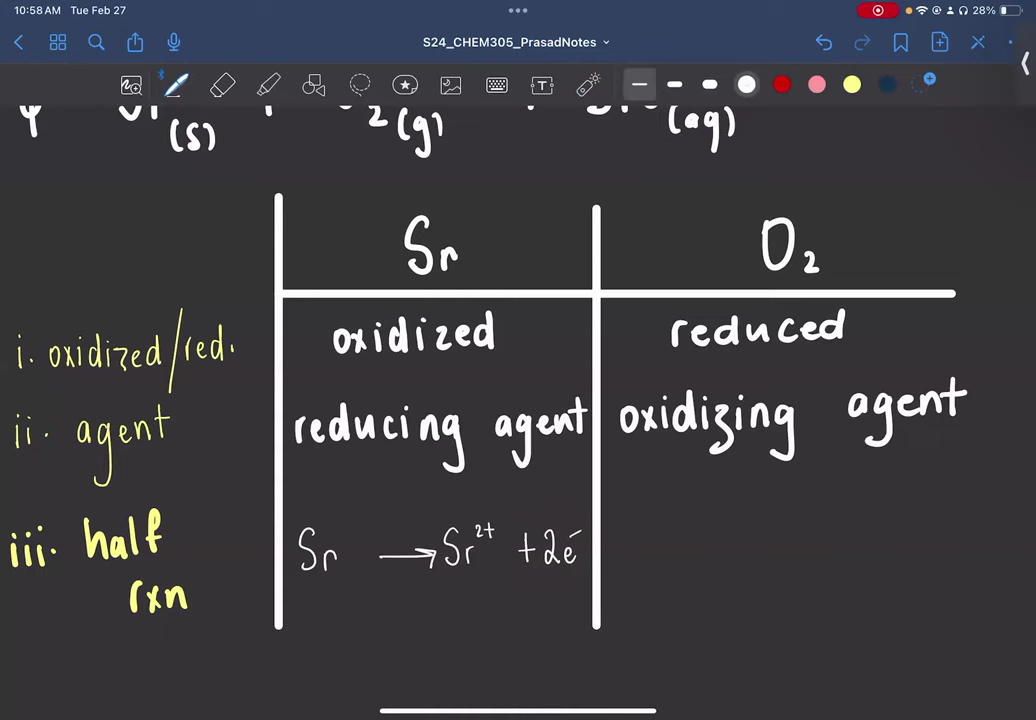 10:58 AM Tue Feb 27
28%
S24_CHEM305_PrasadNotes
(s) 2 (g) (aq)
Sr O₂
i. oxidized/red. oxidized reduced
ii. agent reducing agent oxidizing agent
iii. half Sr → Sr²⁺ + 2e⁻
rxn